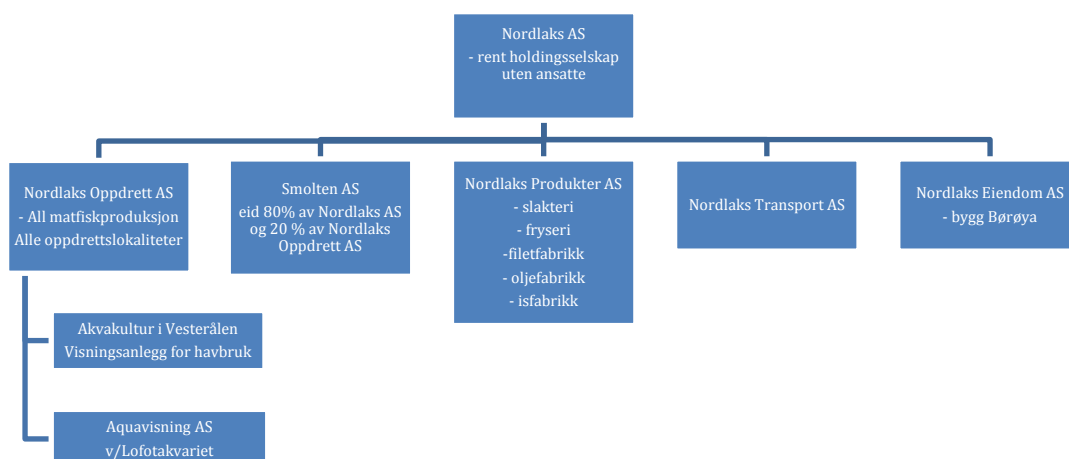 Nordlaks AS
- rent holdingsselskap
uten ansatte
Nordlaks Oppdrett AS
- All matfiskproduksjon
Alle oppdrettslokaliteter
Smolten AS
eid 80% av Nordlaks AS
og 20 % av Nordlaks
Oppdrett AS
Nordlaks Produkter AS
- slakteri
- fryseri
-filetfabrikk
- oljefabrikk
- isfabrikk
Nordlaks Transport AS
Nordlaks Eiendom AS
- bygg Børøya
Akvakultur i Vesterålen
Visningsanlegg for havbruk
Aquavisning AS
v/Lofotakvariet